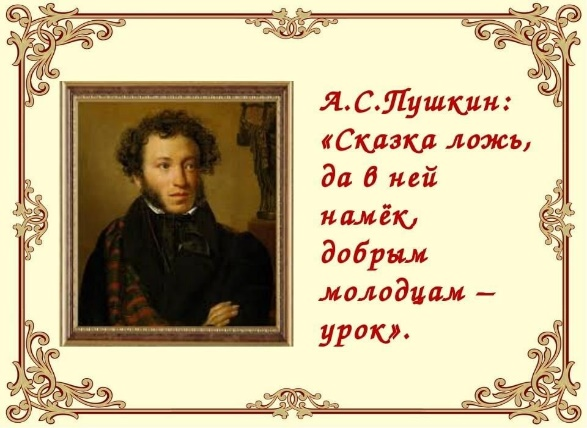 А.С.Пушкин:
«Сказка ложь,
да в ней
намёк,
добрым
молодцам –
урок».